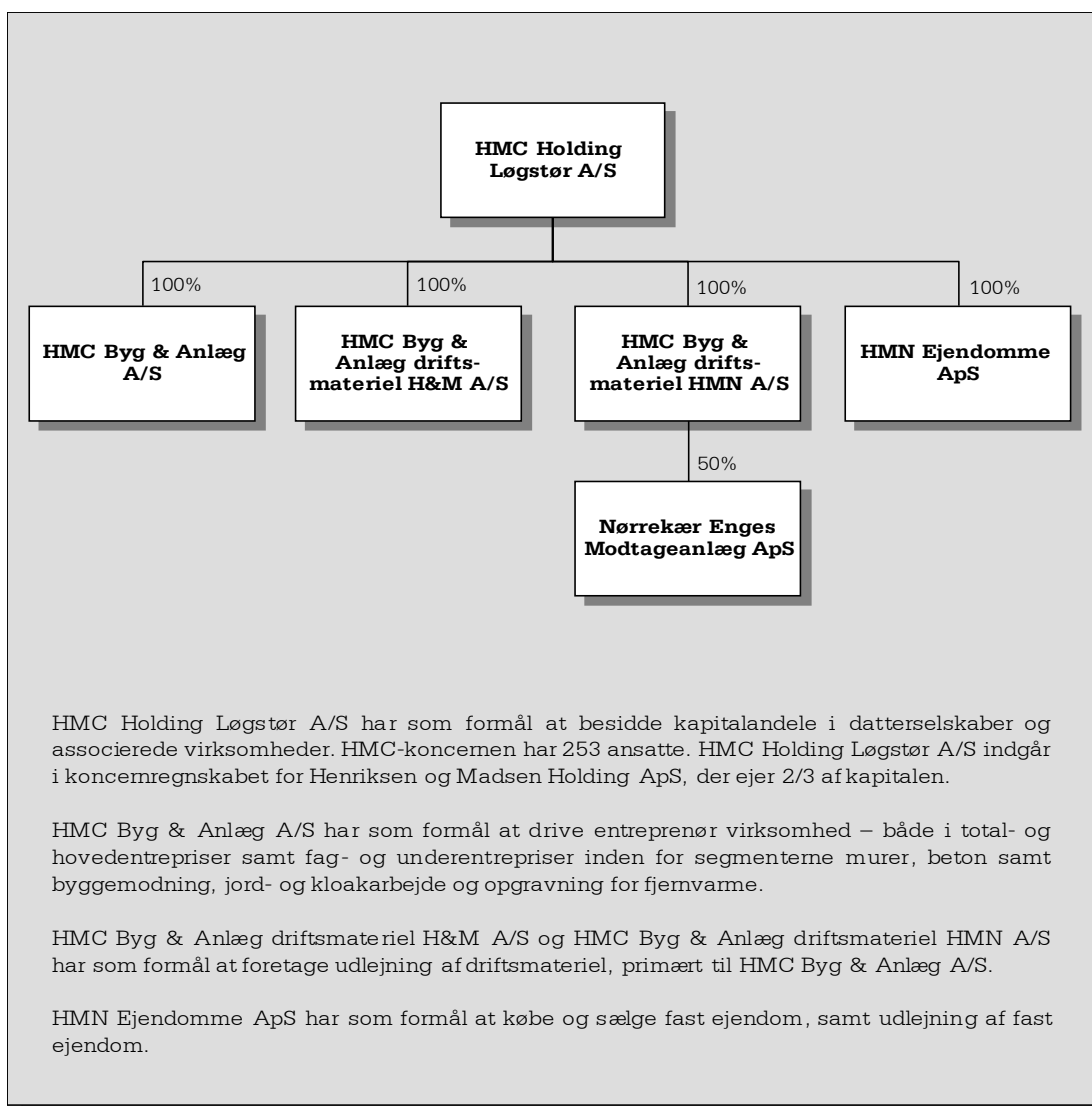 HMC Holding
Løgstør A/S
100%
100%
100%
100%
HMC Byg & Anlæg
A/S
HMC Byg &
Anlæg drifts-
materiel H&M A/S
HMC Byg &
Anlæg drifts-
materiel HMN A/S
HMN Ejendomme
ApS
50%
Nørrekær Enges
Modtageanlæg ApS
HMC Holding Løgstør A/S har som formål at besidde kapitalandele i datterselskaber og
associerede virksomheder. HMC-koncernen har 253 ansatte. HMC Holding Løgstør A/S indgår
i koncernregnskabet for Henriksen og Madsen Holding ApS, der ejer 2/3 af kapitalen.
HMC Byg & Anlæg A/S har som formål at drive entreprenør virksomhed – både i total- og
hovedentrepriser samt fag- og underentrepriser inden for segmenterne murer, beton samt
byggemodning, jord- og kloakarbejde og opgravning for fjernvarme.
HMC Byg & Anlæg driftsmateriel H&M A/S og HMC Byg & Anlæg driftsmateriel HMN A/S
har som formål at foretage udlejning af driftsmateriel, primært til HMC Byg & Anlæg A/S.
HMN Ejendomme ApS har som formål at købe og sælge fast ejendom, samt udlejning af fast
ejendom.